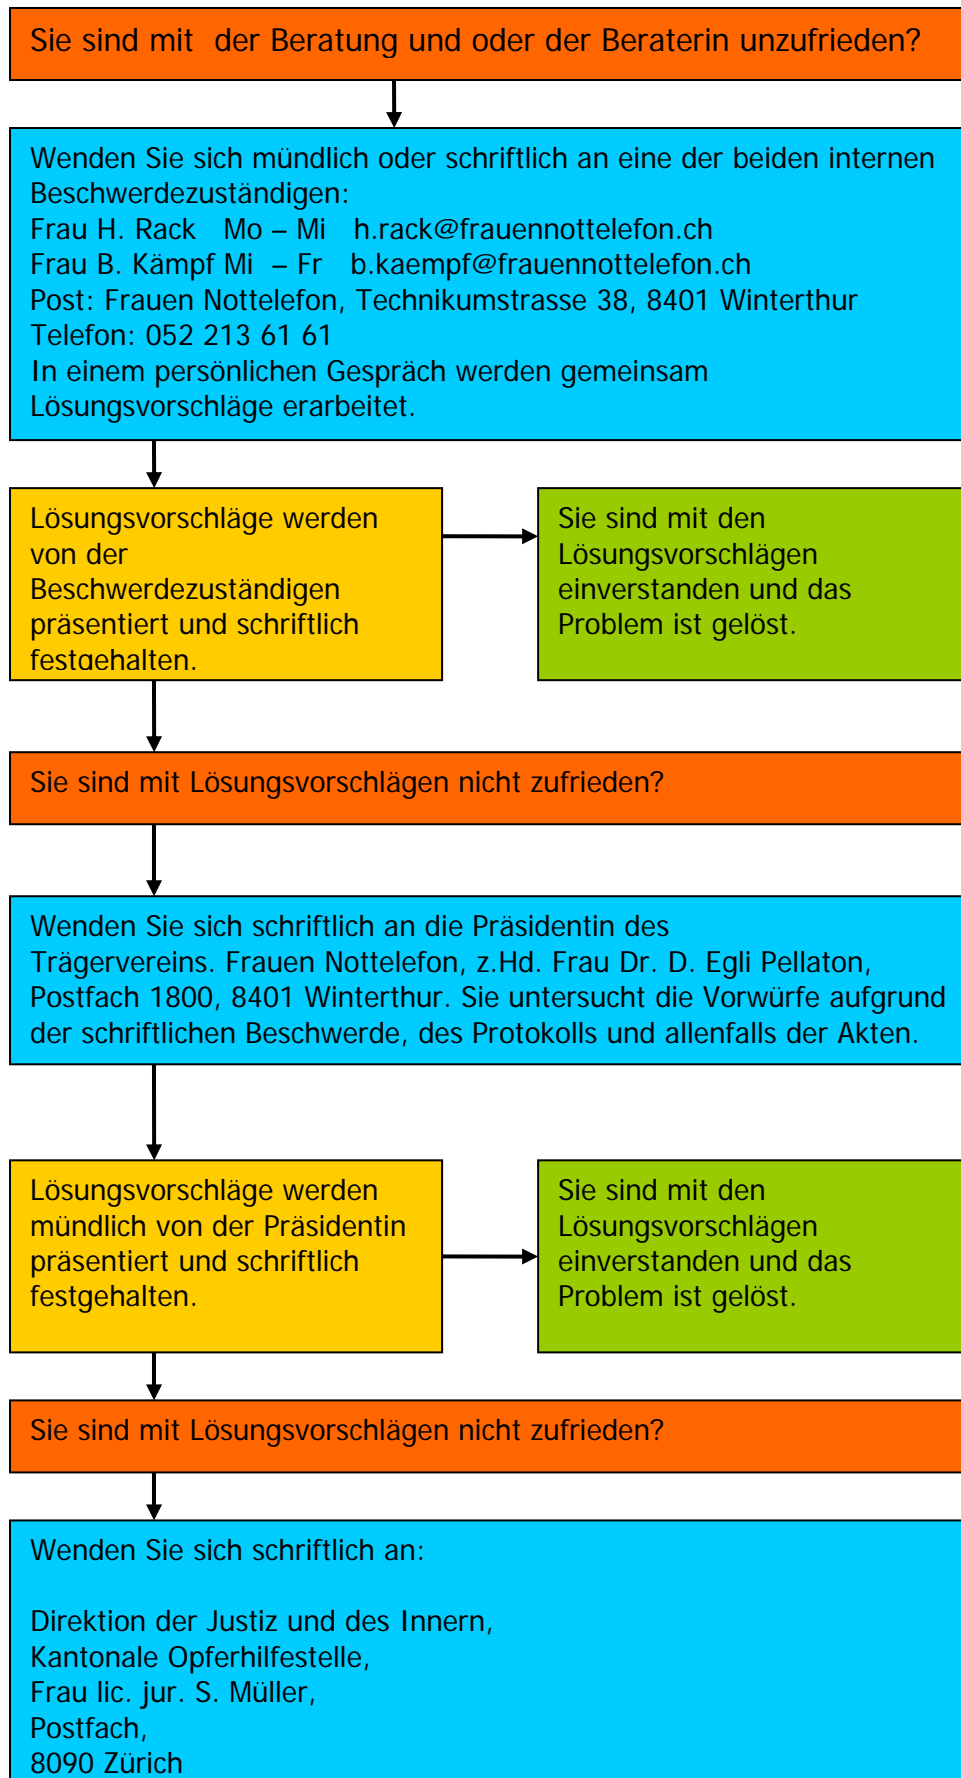 Sie sind mit  der Beratung und oder der Beraterin unzufrieden?
Wenden Sie sich mündlich oder schriftlich an eine der beiden internen
Beschwerdezuständigen:
Frau H. Rack   Mo – Mi   h.rack@frauennottelefon.ch
Frau B. Kämpf Mi  – Fr   b.kaempf@frauennottelefon.ch
Post: Frauen Nottelefon, Technikumstrasse 38, 8401 Winterthur
Telefon: 052 213 61 61
In einem persönlichen Gespräch werden gemeinsam
Lösungsvorschläge erarbeitet.
Lösungsvorschläge werden
von der
Beschwerdezuständigen
präsentiert und schriftlich
festgehalten.
Sie sind mit den
Lösungsvorschlägen
einverstanden und das
Problem ist gelöst.
Sie sind mit Lösungsvorschlägen nicht zufrieden?
Wenden Sie sich schriftlich an die Präsidentin des
Trägervereins. Frauen Nottelefon, z.Hd. Frau Dr. D. Egli Pellaton,
Postfach 1800, 8401 Winterthur. Sie untersucht die Vorwürfe aufgrund
der schriftlichen Beschwerde, des Protokolls und allenfalls der Akten.
Lösungsvorschläge werden
mündlich von der Präsidentin
präsentiert und schriftlich
festgehalten.
Sie sind mit den
Lösungsvorschlägen
einverstanden und das
Problem ist gelöst.
Sie sind mit Lösungsvorschlägen nicht zufrieden?
Wenden Sie sich schriftlich an:
Direktion der Justiz und des Innern,
Kantonale Opferhilfestelle,
Frau lic. jur. S. Müller,
Postfach,
8090 Zürich